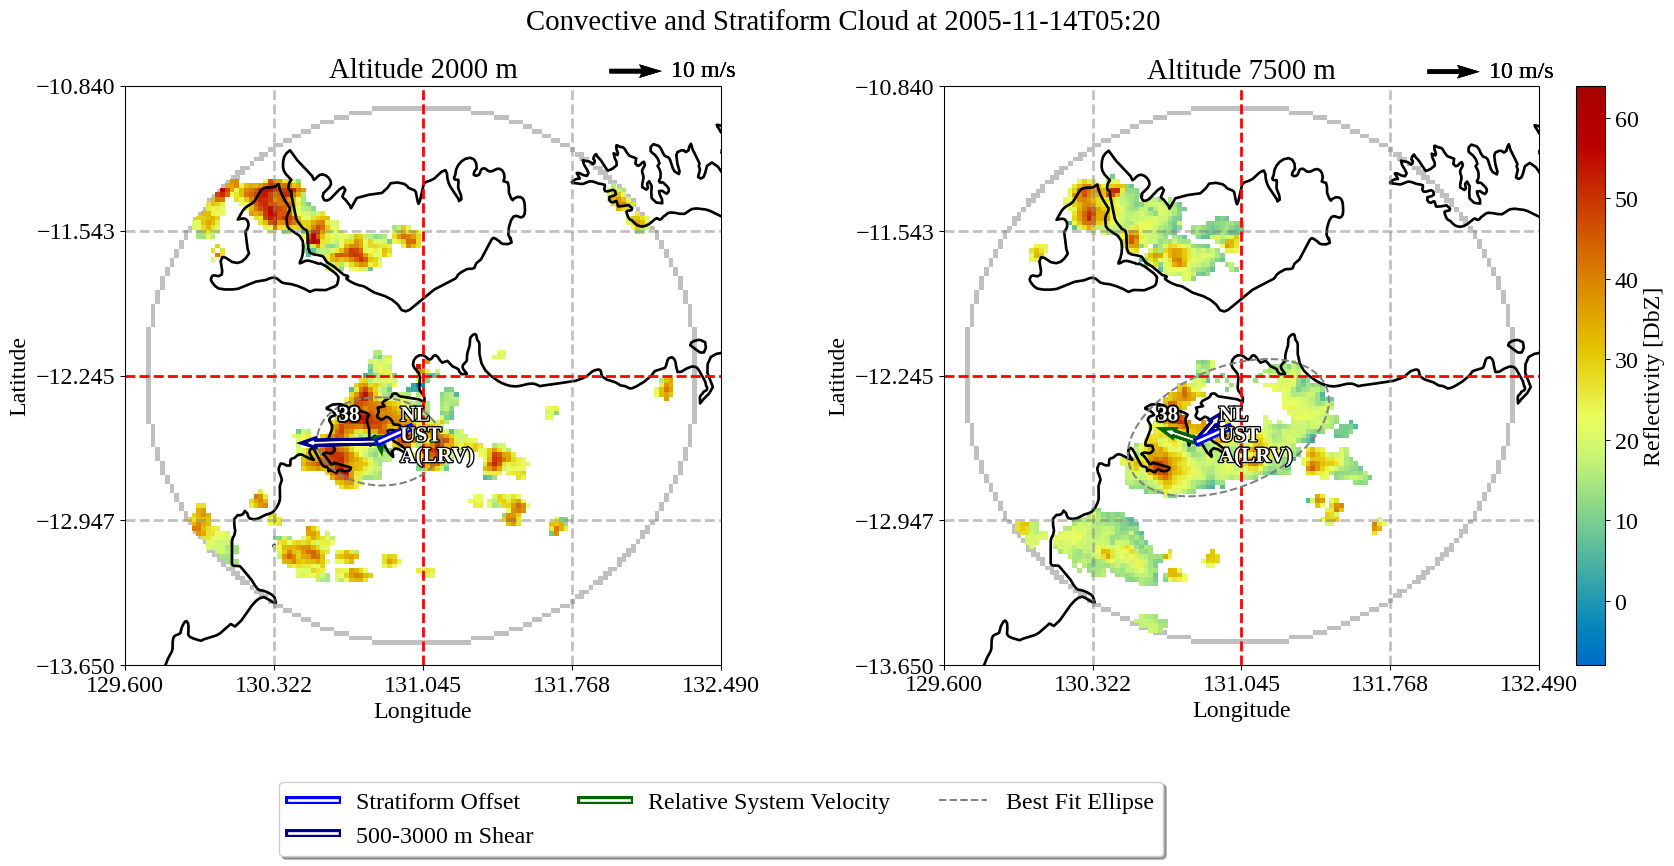 Convective and Stratiform Cloud at 2005-11-14T05:20
Altitude 2000 m
10 m/s
−10.840
−11.543
−12.245
−12.947
−13.650
Latitude
38
NL
UST
A(LRV)
129.600
130.322
131.045
131.768
132.490
Longitude
Altitude 7500 m
10 m/s
−10.840
−11.543
−12.245
−12.947
−13.650
Latitude
38
NL
UST
A(LRV)
129.600
130.322
131.045
131.768
132.490
Longitude
60
50
40
30
20
10
0
Reflectivity [DbZ]
Stratiform Offset
500-3000 m Shear
Relative System Velocity
Best Fit Ellipse